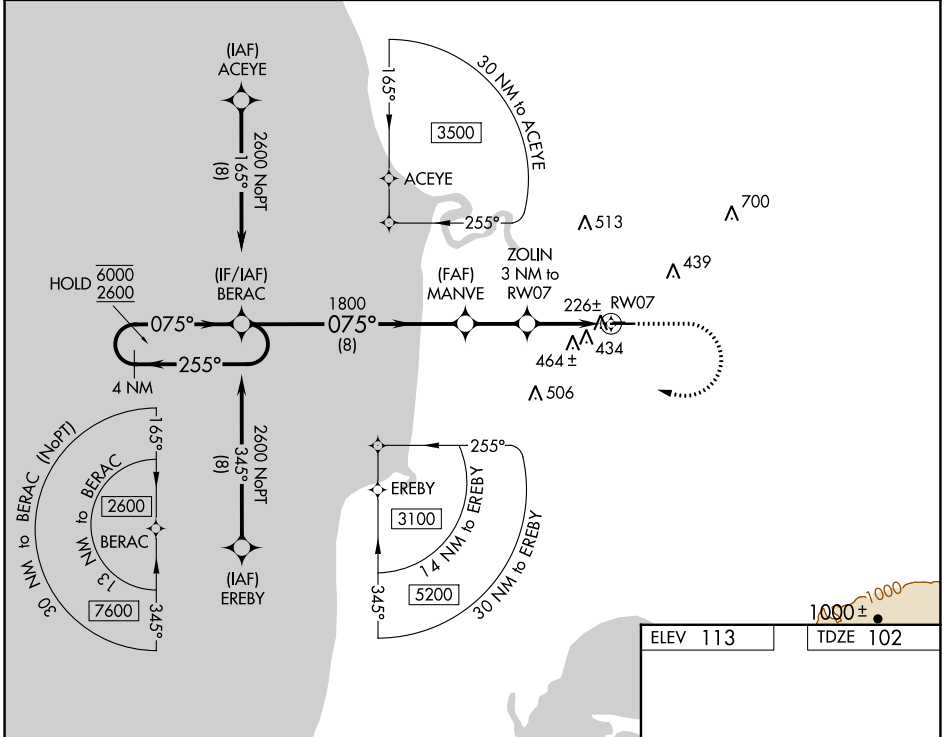 (IAF)
ACEYE
2600 NoPT
165°
(8)
165°
30 NM to ACEYE
3500
ACEYE
255°
513
700
439
HOLD 6000
2600
(IF/IAF)
BERAC
075°
255°
4 NM
1800
075°
(8)
(FAF)
MANVE
ZOLIN
3 NM to
RW07
226±
RW07
464±
434
506
2600 NoPT
345°
(8)
(IAF)
EREBY
30 NM to BERAC (NoPT)
13 NM to BERAC
165°
2600
BERAC
7600
345°
255°
EREBY
3100
14 NM to EREBY
5200
30 NM to EREBY
345°
1000
1000±
ELEV 113
TDZE 102